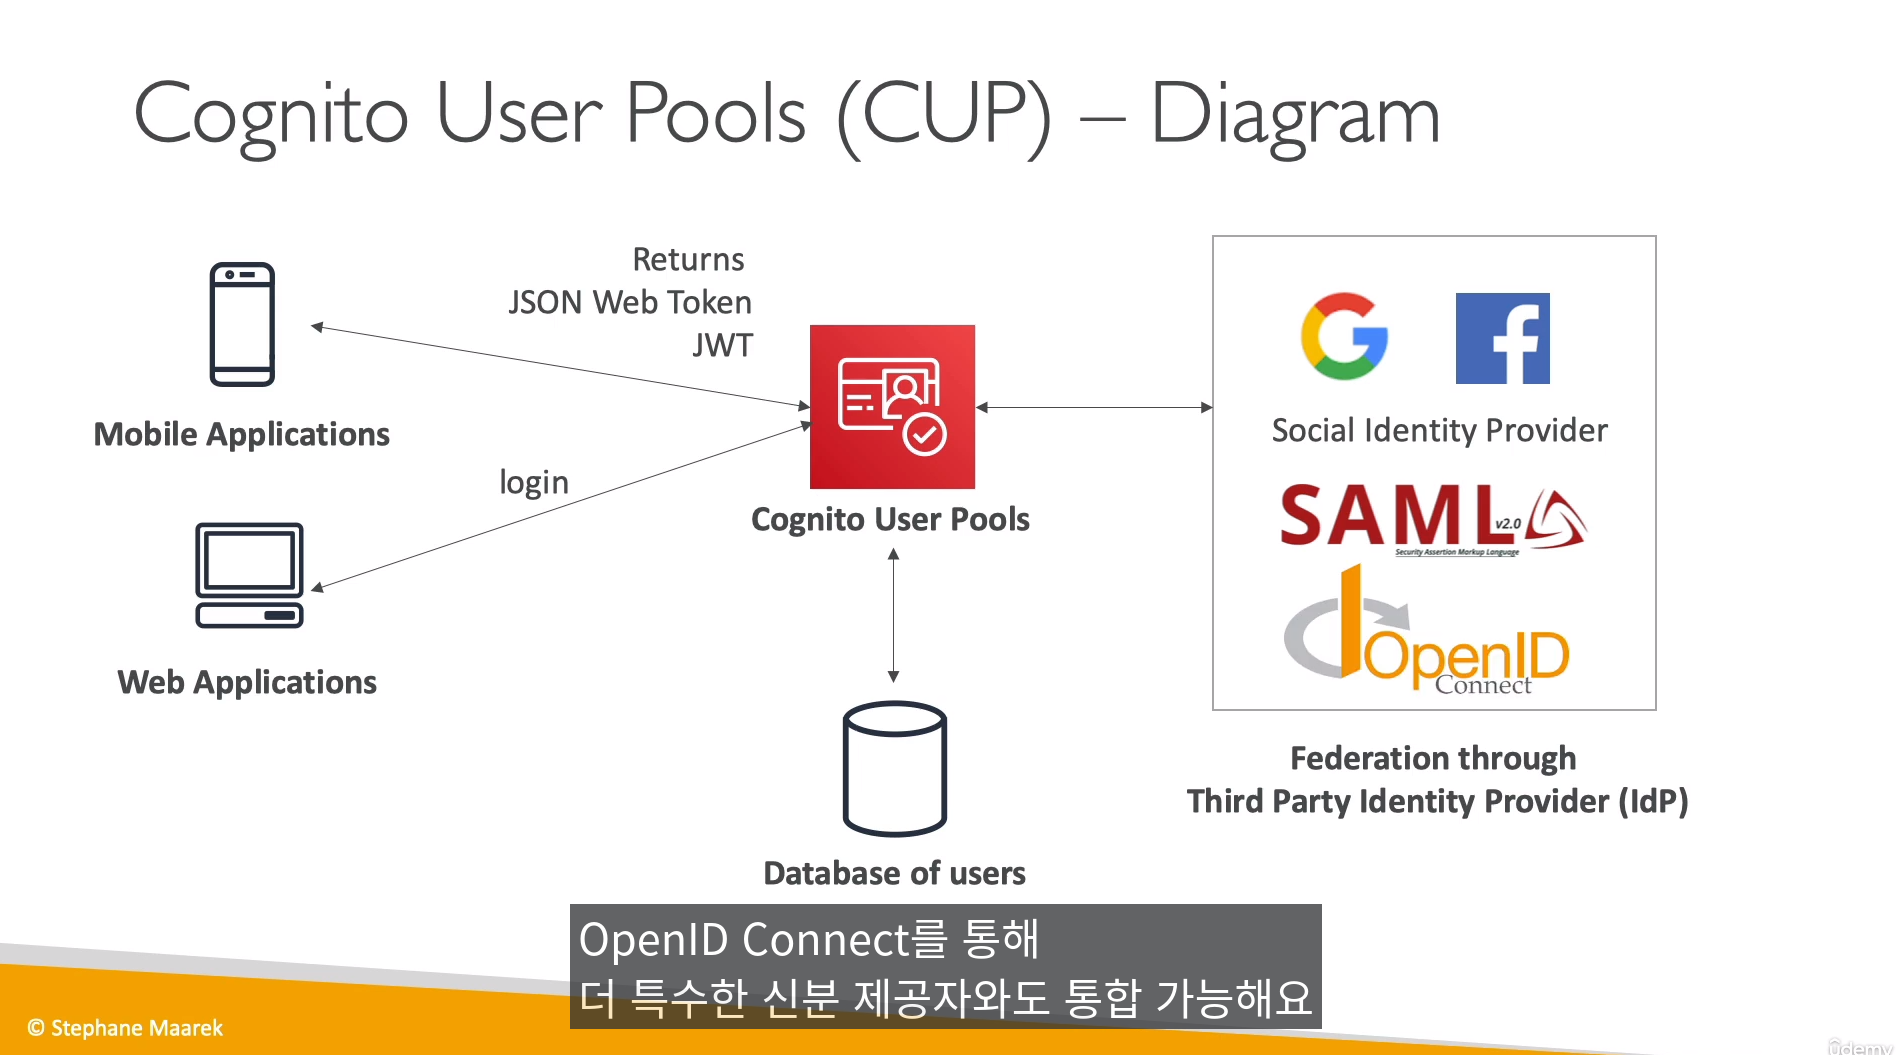 Cognito User Pools (CUP) – Diagram
Returns
JSON Web Token
JWT
Mobile Applications
login
Web Applications
Cognito User Pools
Database of users
Social Identity Provider
SAML v2.0
Security Assertion Markup Language
OpenID
Connect
Federation through
Third Party Identity Provider (IdP)
OpenID Connect를 통해
더 특수한 신분 제공자와도 통합 가능해요
© Stephane Maarek
ûdemy